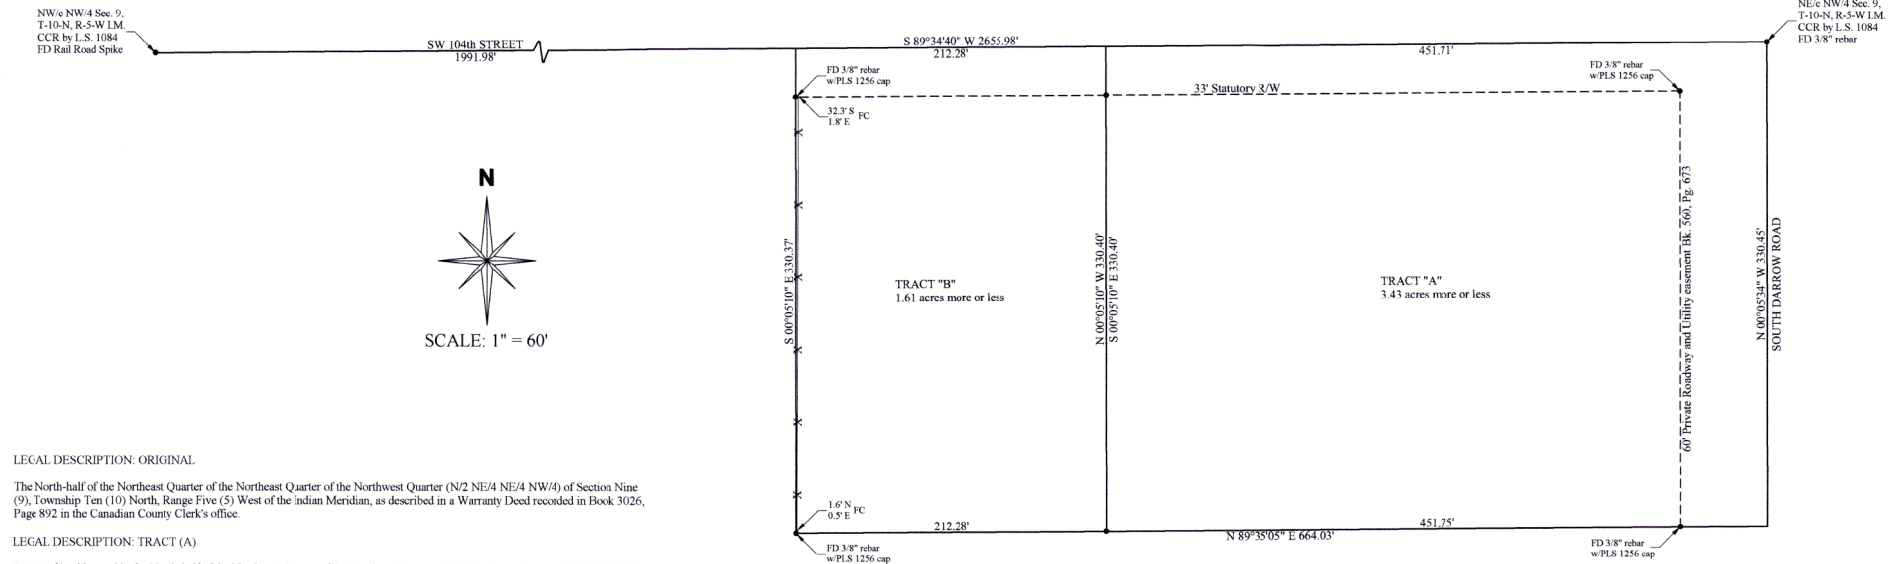 NW/c NW/4 Sec. 9,
T-10-N, R-5-W I.M.
CCR by L.S. 1084
FD Rail Road Spike
SW 104th STREET
1991.98'
S 89°34'40" W 2655.98'
212.28'
451.71'
NE/c NW/4 Sec. 9,
T-10-N, R-5-W I.M.
CCR by L.S. 1084
FD 3/8" rebar
FD 3/8" rebar
w/PLS 1256 cap
FD 3/8" rebar
w/PLS 1256 cap
33' Statutory R/W
32.3' S
1.8' E
FC
N
SCALE: 1" = 60'
S 00°05'10" E 330.37'
TRACT "B"
1.61 acres more or less
N 00°05'10" W 330.40'
S 00°05'10" E 330.40'
TRACT "A"
3.43 acres more or less
60' Private Roadway and Utility easement Bk. 560, Pg. 673
N 00°05'34" W 330.45'
SOUTH DARROW ROAD
LEGAL DESCRIPTION: ORIGINAL
The North-half of the Northeast Quarter of the Northeast Quarter of the Northwest Quarter (N/2 NE/4 NE/4 NW/4) of Section Nine
(9), Township Ten (10) North, Range Five (5) West of the Indian Meridian, as described in a Warranty Deed recorded in Book 3026,
Page 892 in the Canadian County Clerk's office.
LEGAL DESCRIPTION: TRACT (A)
1.6' N
0.5' E
FC
212.28'
451.75'
N 89°35'05" E 664.03'
FD 3/8" rebar
w/PLS 1256 cap
FD 3/8" rebar
w/PLS 1256 cap